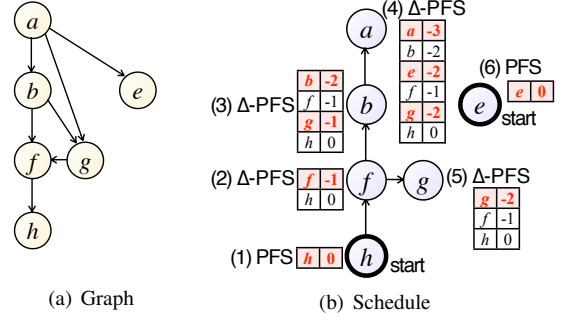 a
b
e
f
g
h
(a) Graph
(4) Δ-PFS
a
a -3
b -2
e -2
f -1
g -2
h 0
(6) PFS
e 0
e
start
(3) Δ-PFS
b -2
f -1
g -1
h 0
b
(2) Δ-PFS
f -1
h 0
f
g
(5) Δ-PFS
g -2
f -1
h 0
(1) PFS
h 0
h
start
(b) Schedule